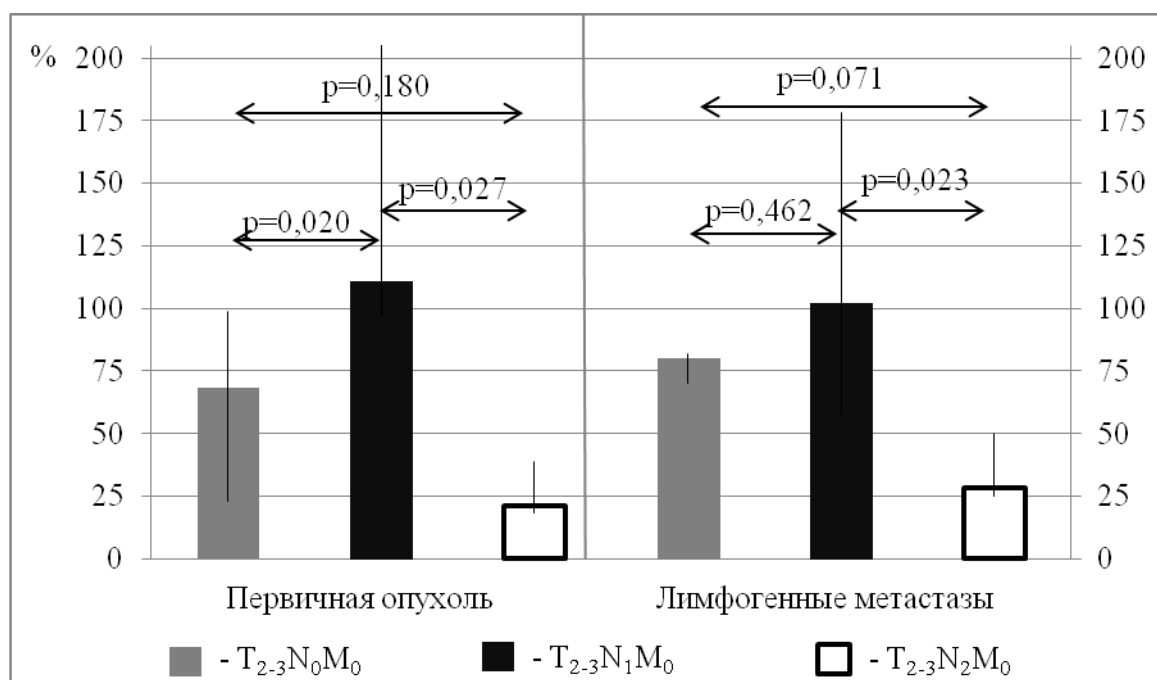 % 200 200
p=0,180 p=0,071
175 175
150 150
p=0,027 p=0,023
p=0,020 p=0,462
125 125
100 100
75 75
50 50
25 25
0 0
Первичная опухоль Лимфогенные метастазы
- T₂₋₃N₀M₀ - T₂₋₃N₁M₀ - T₂₋₃N₂M₀